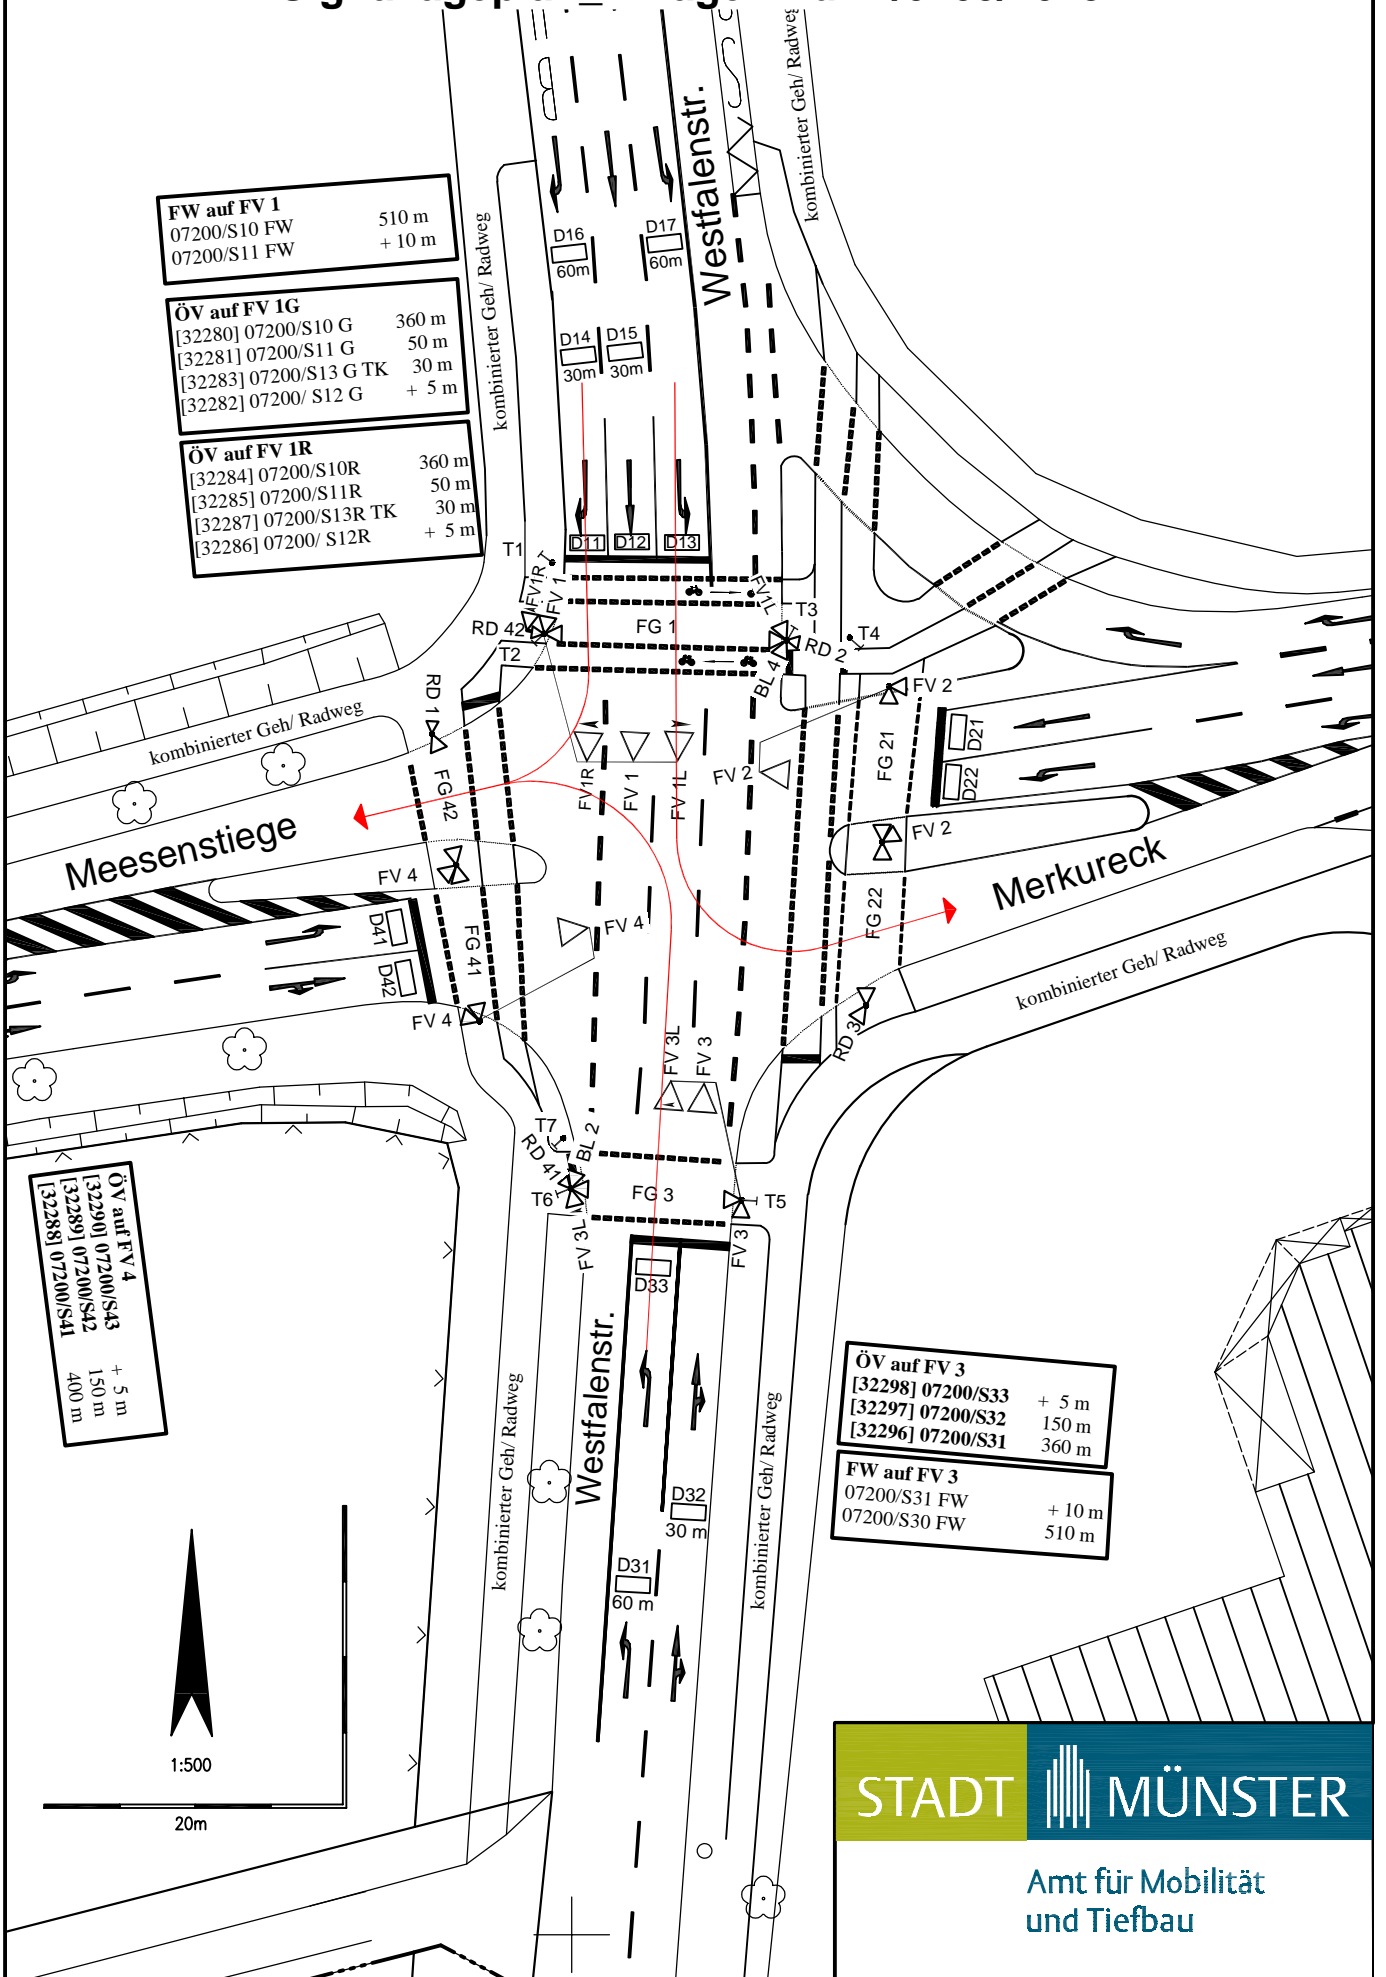 Westfalenstr.
kombinierter Geh/ Radweg
kombinierter Geh/ Radweg
FW auf FV 1
07200/S10 FW 510 m
07200/S11 FW + 10 m
ÖV auf FV 1G
[32280] 07200/S10 G 360 m
[32281] 07200/S11 G 50 m
[32283] 07200/S13 G TK 30 m
[32282] 07200/ S12 G + 5 m
ÖV auf FV 1R
[32284] 07200/S10R 360 m
[32285] 07200/S11R 50 m
[32287] 07200/S13R TK 30 m
[32286] 07200/ S12R + 5 m
D16
60m
D17
60m
D14
30m
D15
30m
D11
D12
D13
T1
FV1R
FV 1
FV1L
T3
T4
RD 42
FG 1
RD 2
T2
BL 4
RD 1
FV 2
kombinierter Geh/ Radweg
D21
FG 21
D22
FG 42
FV1R
FV 1
FV 1L
FV 2
FV 2
Meesenstiege
Merkureck
FV 4
FG 22
D41
D42
FG 41
FV 4
kombinierter Geh/ Radweg
FV 4
FV 3L
FV 3
RD 3
T7
RD 41
BL 2
T6
FG 3
T5
FV 3L
FV 3
D33
ÖV auf FV 4
[32290] 07200/S43 + 5 m
[32289] 07200/S42 150 m
[32288] 07200/S41 400 m
Westfalenstr.
kombinierter Geh/ Radweg
kombinierter Geh/ Radweg
ÖV auf FV 3
[32298] 07200/S33 + 5 m
[32297] 07200/S32 150 m
[32296] 07200/S31 360 m
FW auf FV 3
07200/S31 FW + 10 m
07200/S30 FW 510 m
D32
30 m
D31
60 m
1:500
20m
STADT MÜNSTER
Amt für Mobilität
und Tiefbau